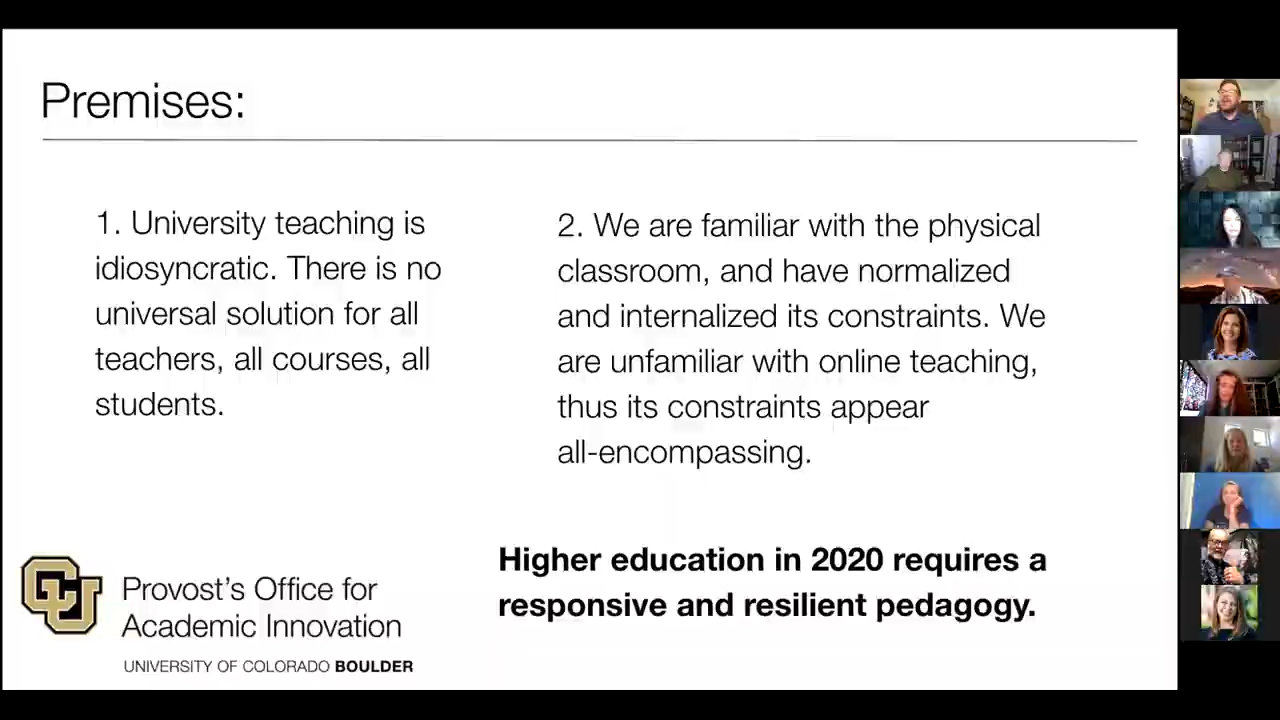 Premises:
1. University teaching is
idiosyncratic. There is no
universal solution for all
teachers, all courses, all
students.
2. We are familiar with the physical
classroom, and have normalized
and internalized its constraints. We
are unfamiliar with online teaching,
thus its constraints appear
all-encompassing.
Higher education in 2020 requires a
responsive and resilient pedagogy.
CU
Provost's Office for
Academic Innovation
UNIVERSITY OF COLORADO BOULDER